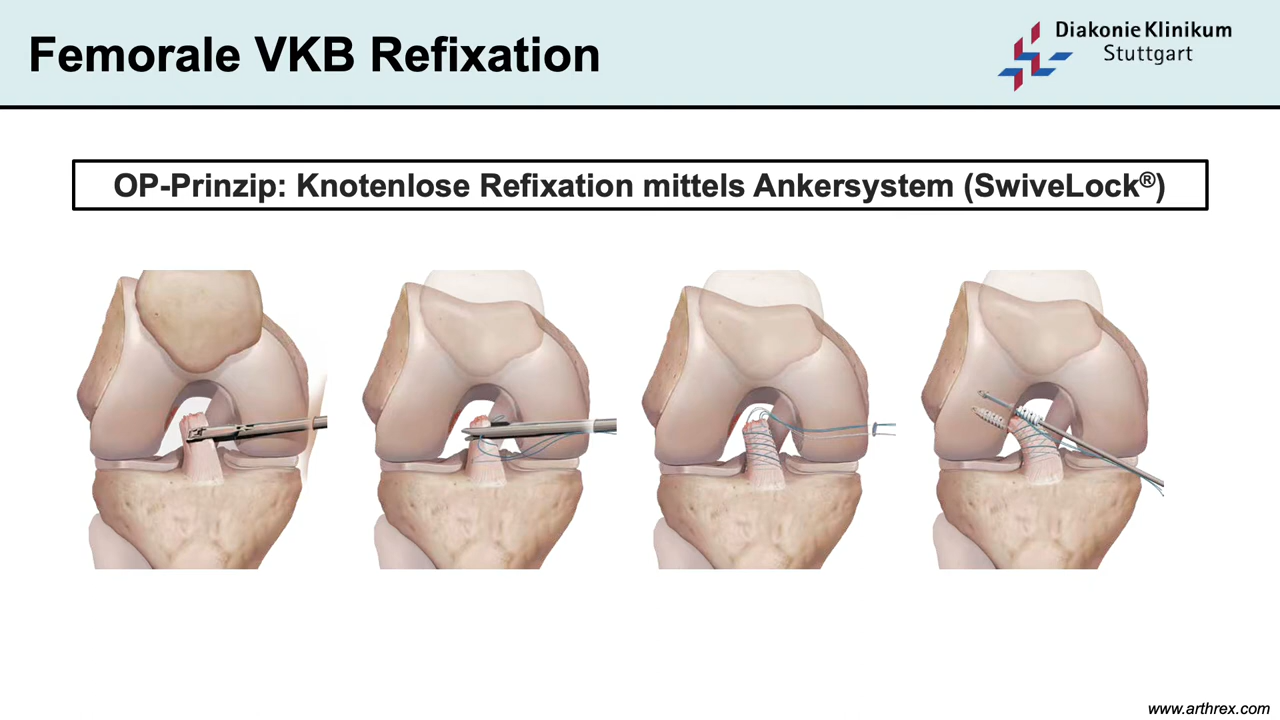 Femorale VKB Refixation
Diakonie Klinikum
Stuttgart
OP-Prinzip: Knotenlose Refixation mittels Ankersystem (SwiveLock®)
www.arthrex.com